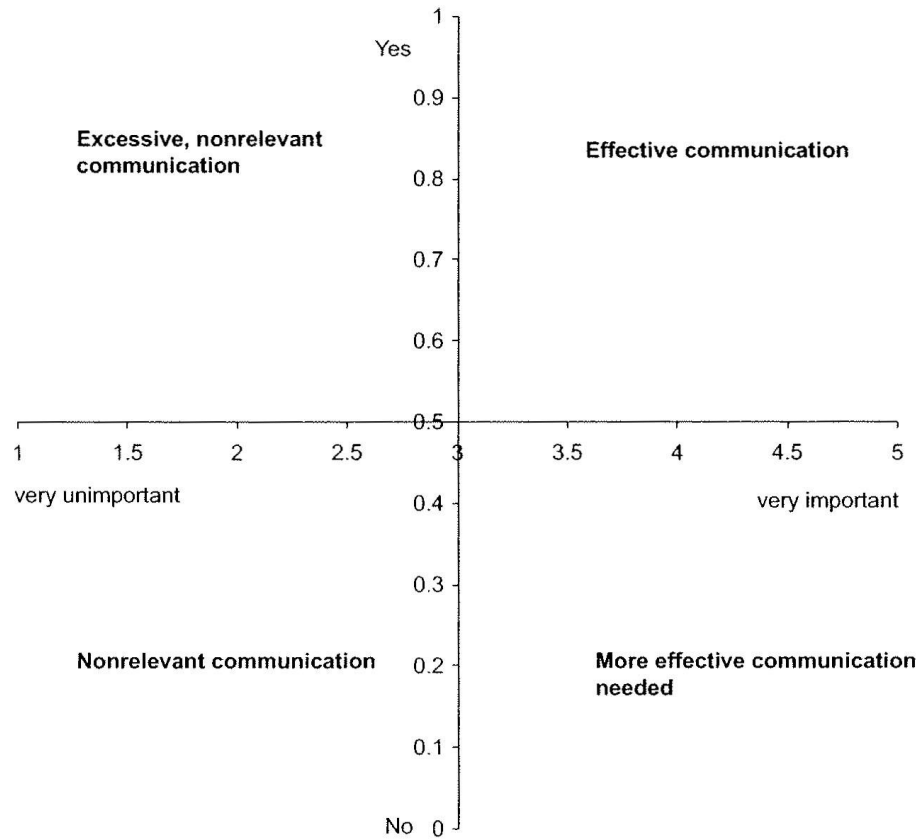 1
Yes
0.9
Excessive, nonrelevant
communication
Effective communication
0.8
0.7
0.6
0.5
1 1.5 2 2.5 3 3.5 4 4.5 5
very unimportant
very important
0.4
0.3
Nonrelevant communication
0.2
More effective communication
needed
0.1
No 0